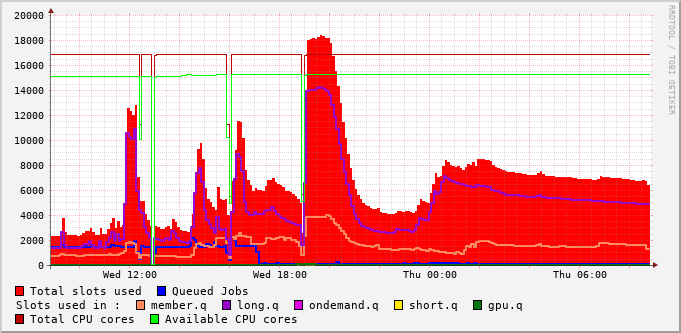 RRDTOOL / TOBI OETIKER
20000
18000
16000
14000
12000
10000
8000
6000
4000
2000
0
Wed 12:00 Wed 18:00 Thu 00:00 Thu 06:00
Total slots used Queued Jobs
Slots used in : member.q long.q ondemand.q short.q gpu.q
Total CPU cores Available CPU cores